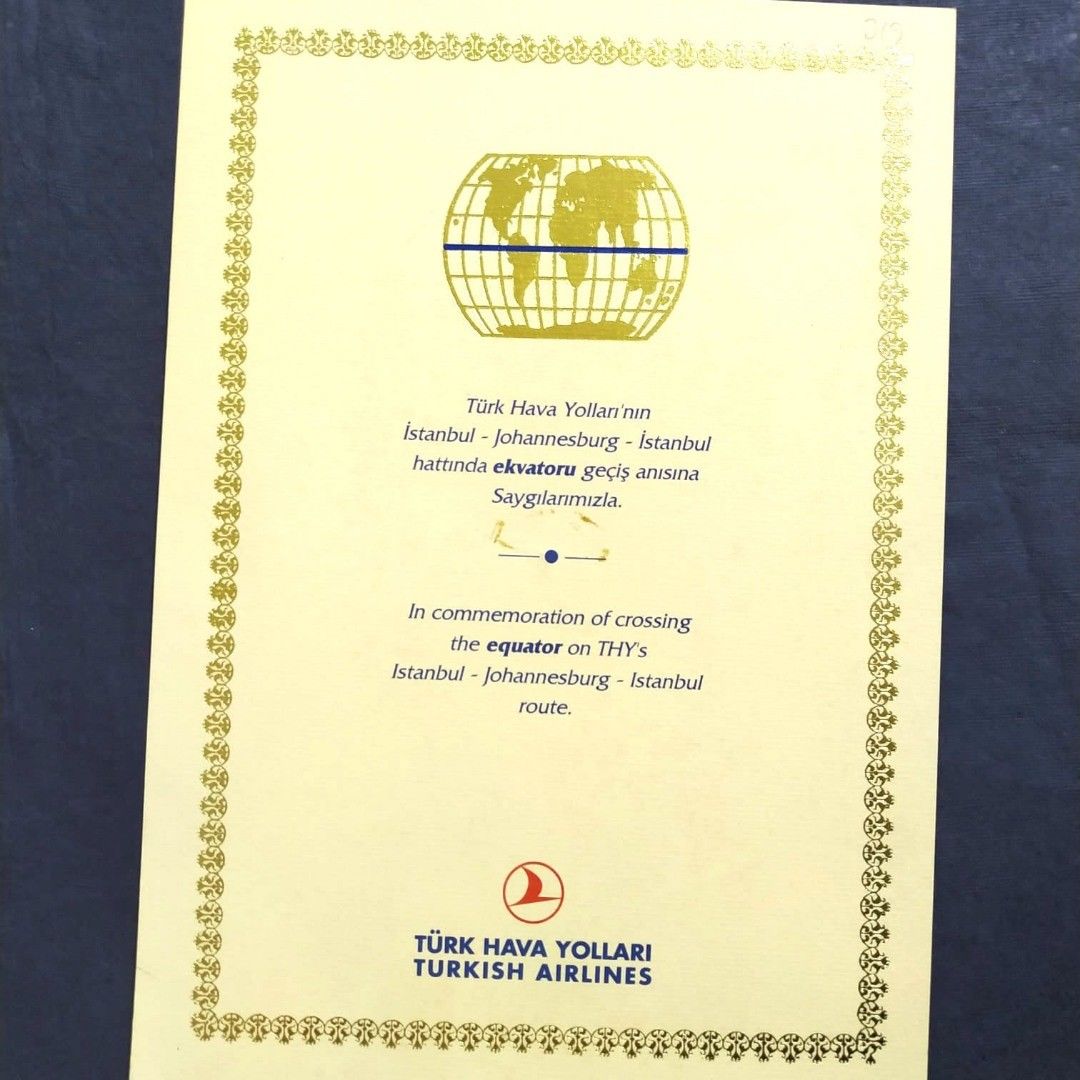 Türk Hava Yolları'nın
İstanbul - Johannesburg - İstanbul
hattında ekvatoru geçiş anısına
Saygılarımızla.
In commemoration of crossing
the equator on THY's
Istanbul - Johannesburg - Istanbul
route.
TÜRK HAVA YOLLARI
TURKISH AIRLINES